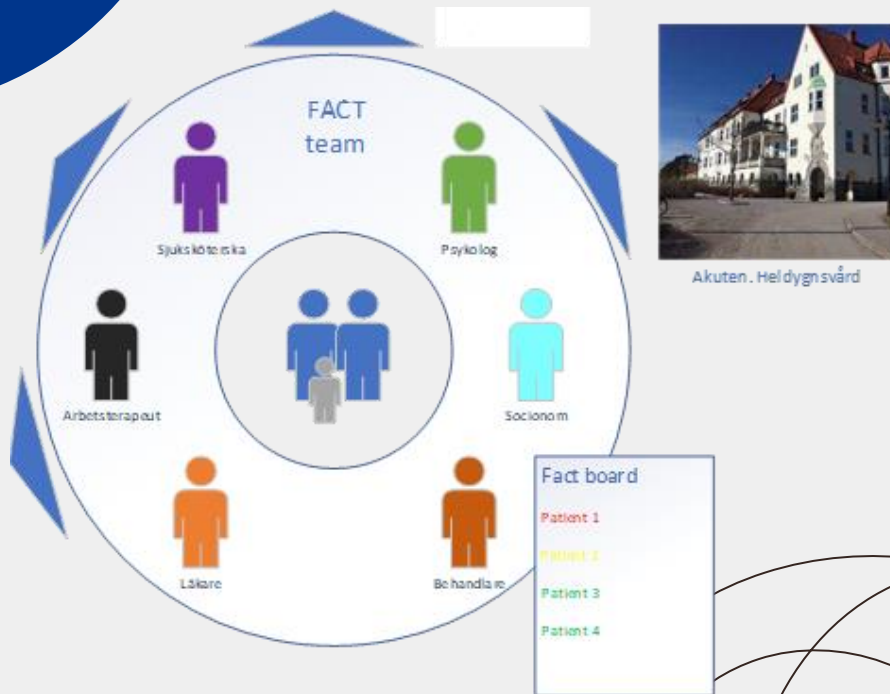 FACT
team
Sjuksköterska
Psykolog
Akuten. Heldygnsvård
Arbetsterapeut
Socionom
Läkare
Behandlare
Fact board
Patient 1
Patient 3
Patient 4